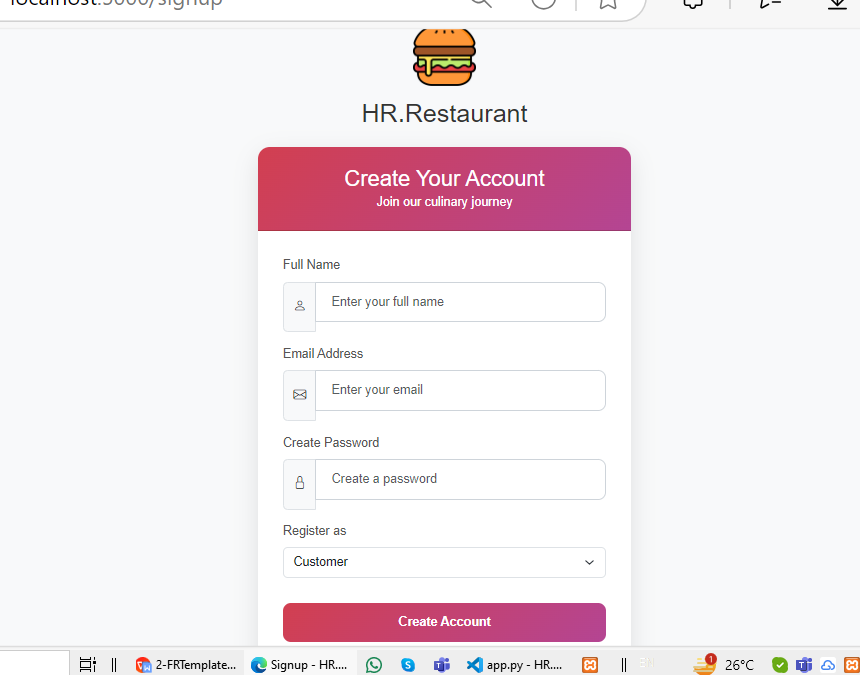 localhost:5000/signup
HR.Restaurant
Create Your Account
Join our culinary journey
Full Name
Enter your full name
Email Address
Enter your email
Create Password
Create a password
Register as
Customer
Create Account
2-FRTemplate...
Signup - HR....
app.py - HR....
1
26°C